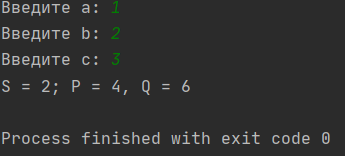 Введите a: 1
Введите b: 2
Введите c: 3
S = 2; P = 4, Q = 6
Process finished with exit code 0